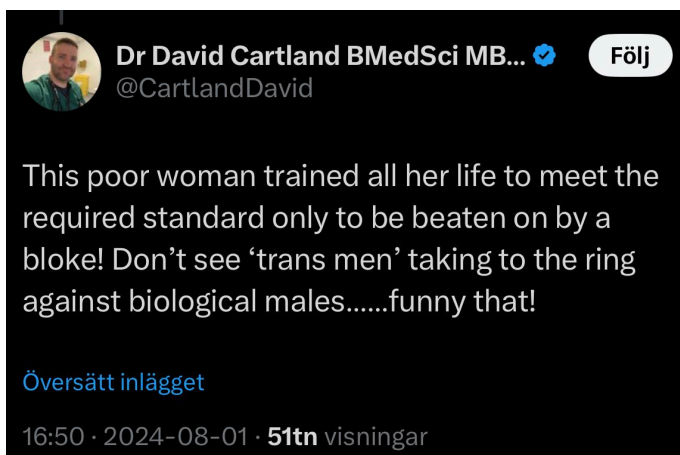 Dr David Cartland BMedSci MB...
Följ
@CartlandDavid
This poor woman trained all her life to meet the
required standard only to be beaten on by a
bloke! Don’t see ‘trans men’ taking to the ring
against biological males......funny that!
Översätt inlägget
16:50 · 2024-08-01 · 51tn visningar